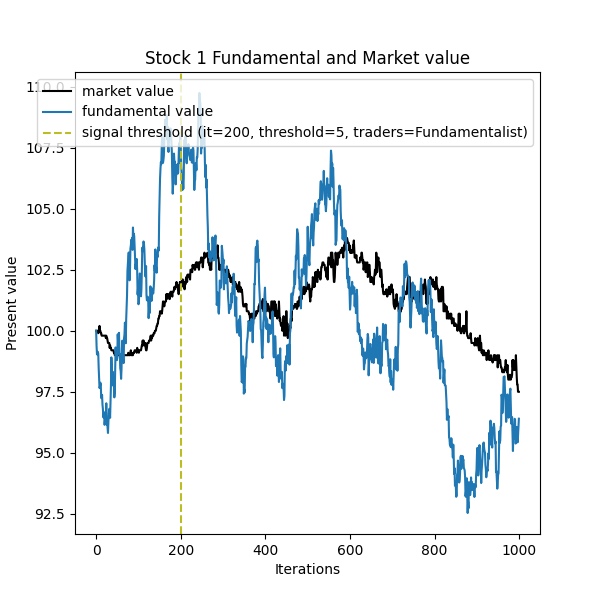 Stock 1 Fundamental and Market value
market value
fundamental value
signal threshold (it=200, threshold=5, traders=Fundamentalist)
110.0
107.5
105.0
102.5
100.0
97.5
95.0
92.5
Present value
0 200 400 600 800 1000
Iterations